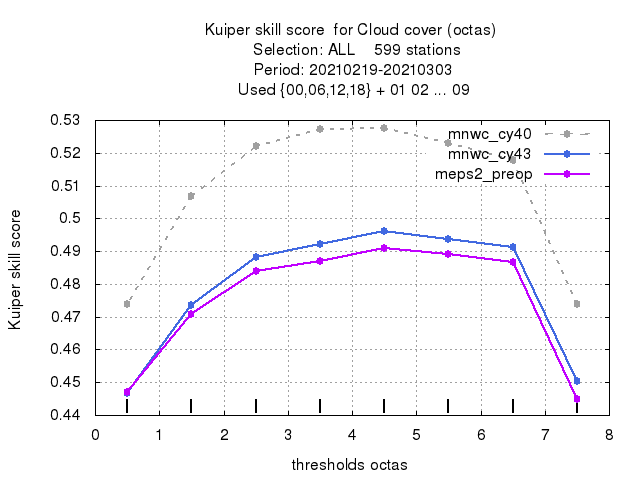 Kuiper skill score  for Cloud cover (octas)
Selection: ALL    599 stations
Period: 20210219-20210303
Used {00,06,12,18} + 01 02 ... 09
mnwc_cy40
mnwc_cy43
meps2_preop
Kuiper skill score
0.53
0.52
0.51
0.5
0.49
0.48
0.47
0.46
0.45
0.44
0 1 2 3 4 5 6 7 8
thresholds octas